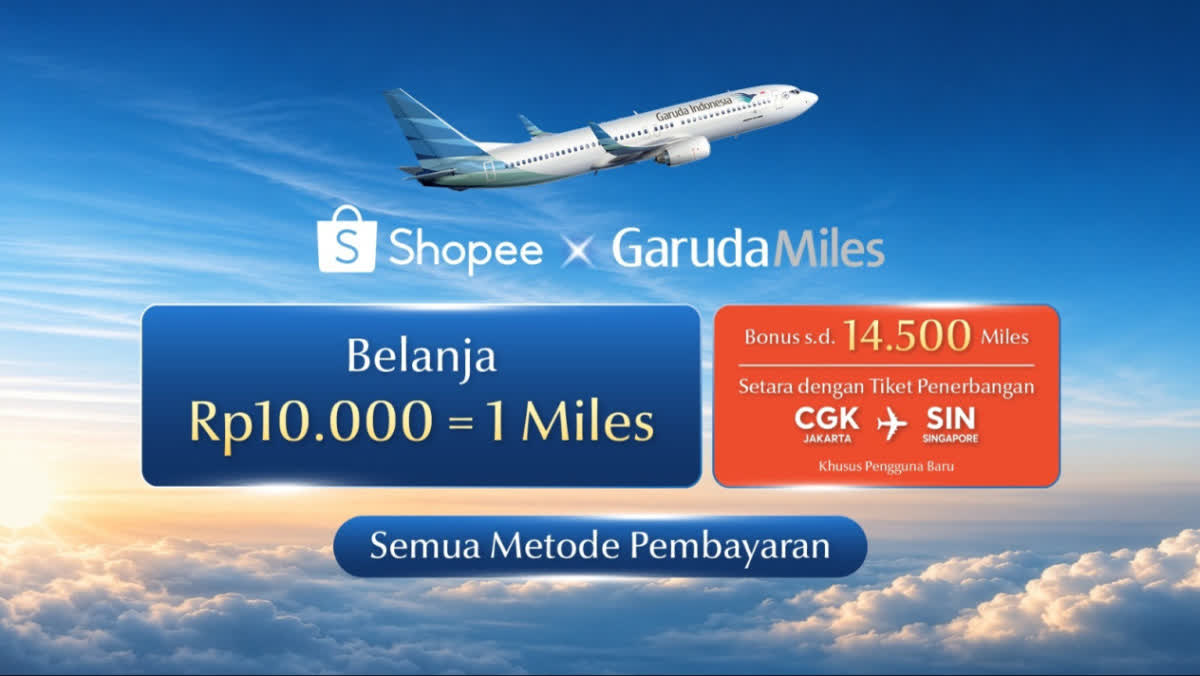 Garuda Indonesia
S Shopee × GarudaMiles
Belanja
Rp10.000 = 1 Miles
Bonus s.d. 14.500 Miles
Setara dengan Tiket Penerbangan
CGK SIN
JAKARTA SINGAPORE
Khusus Pengguna Baru
Semua Metode Pembayaran